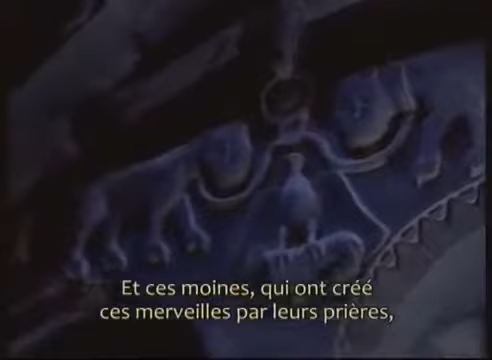 Et ces moines, qui ont créé
ces merveilles par leurs prières,